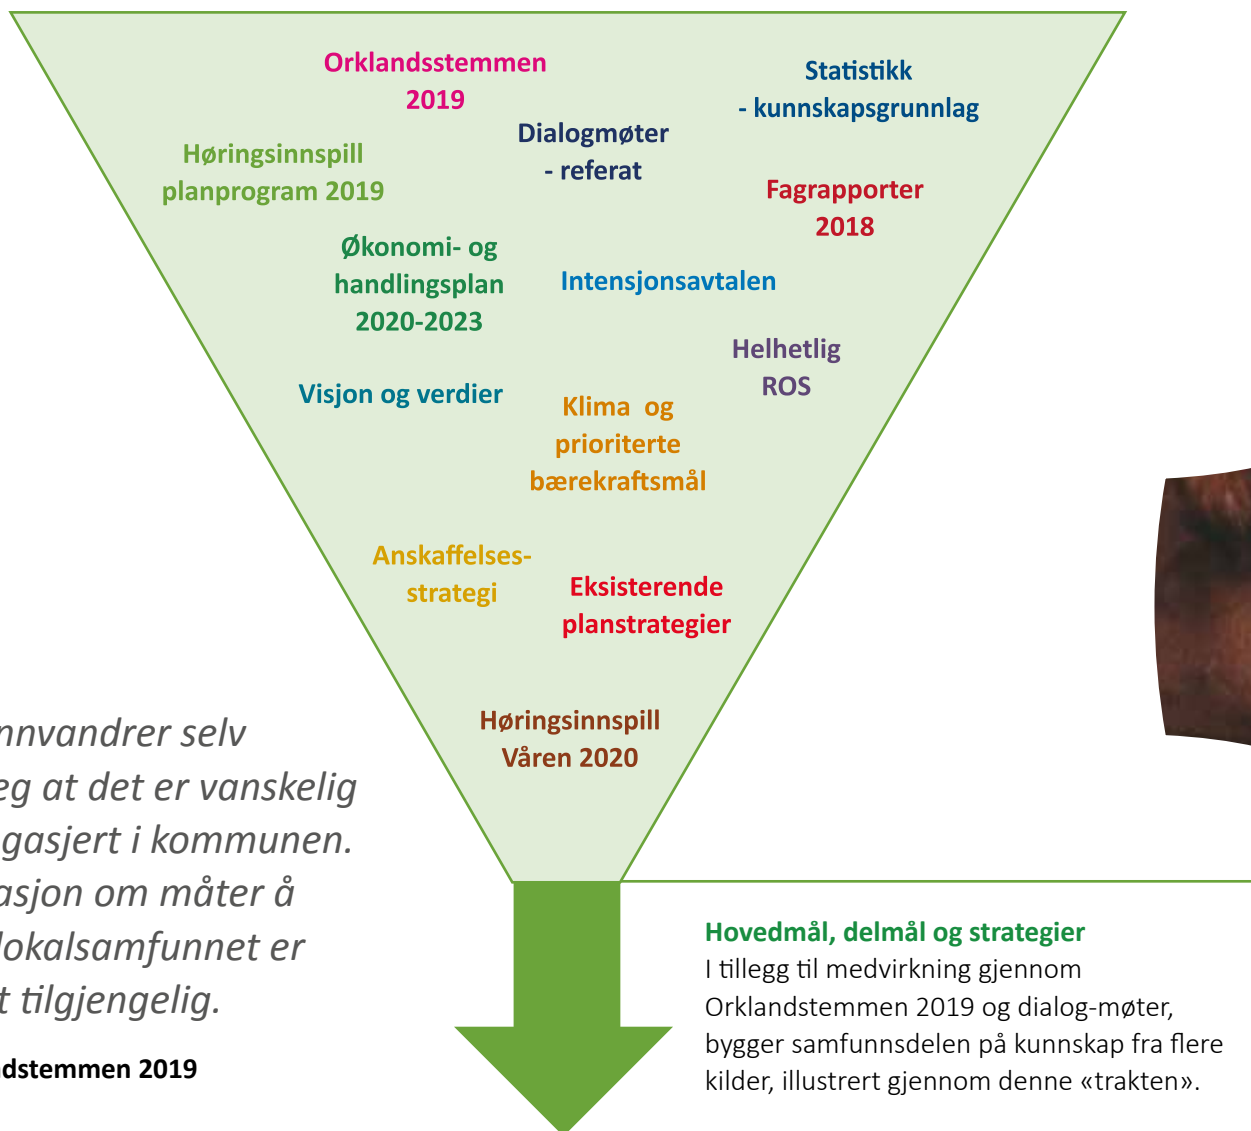 Orklandsstemmen
2019
Statistikk
- kunnskapsgrunnlag
Dialogmøter
- referat
Høringsinnspill
planprogram 2019
Fagrapporter
2018
Økonomi- og
handlingsplan
2020-2023
Intensjonsavtalen
Helhetlig
ROS
Visjon og verdier
Klima og
prioriterte
bærekraftsmål
Anskaffelses-
strategi
Eksisterende
planstrategier
Høringsinnspill
Våren 2020
nnvandrer selv
eg at det er vanskelig
gasjert i kommunen.
asjon om måter å
lokalsamfunnet er
t tilgjengelig.
ndstemmen 2019
Hovedmål, delmål og strategier
I tillegg til medvirkning gjennom
Orklandstemmen 2019 og dialog-møter,
bygger samfunnsdelen på kunnskap fra flere
kilder, illustrert gjennom denne «trakten».